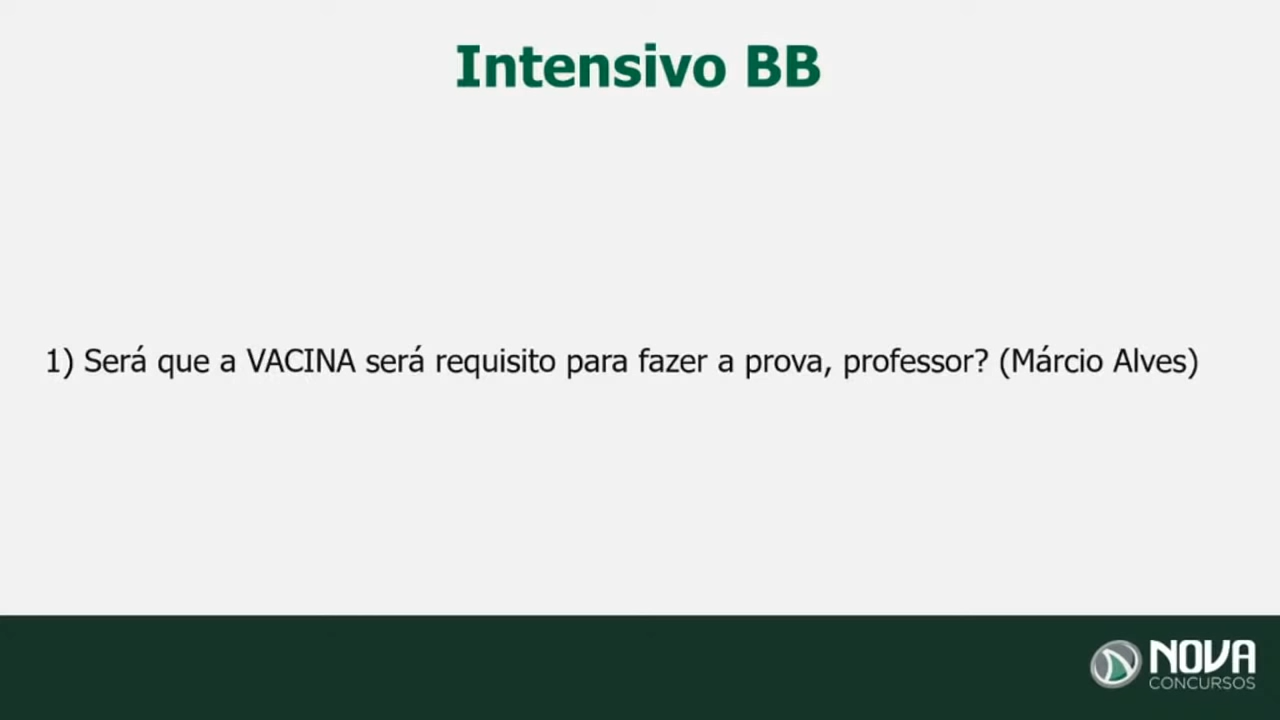 Intensivo BB
1) Será que a VACINA será requisito para fazer a prova, professor? (Márcio Alves)
NOVA
CONCURSOS